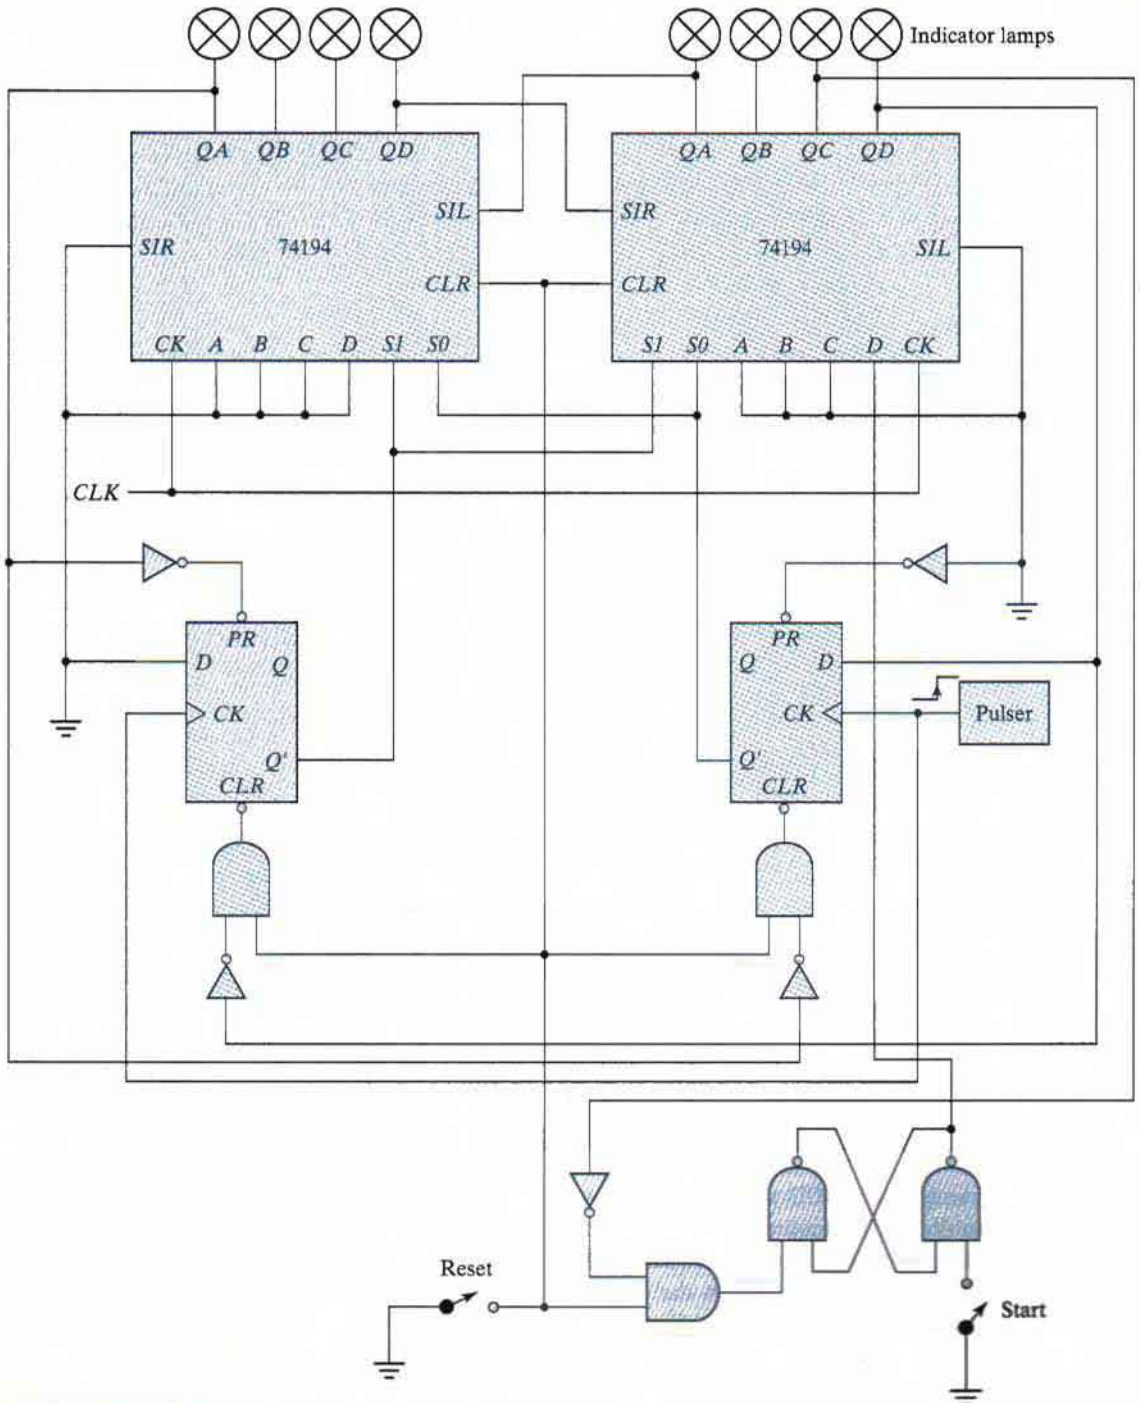 Indicator lamps
QA QB QC QD
QA QB QC QD
SIL
SIR
SIR
74194
74194
SIL
CLR
CLR
CK A B C D S1 S0
S1 S0 A B C D CK
CLK
PR
PR
D Q
Q D
CK
CK
Pulser
Q'
Q'
CLR
CLR
Reset
Start